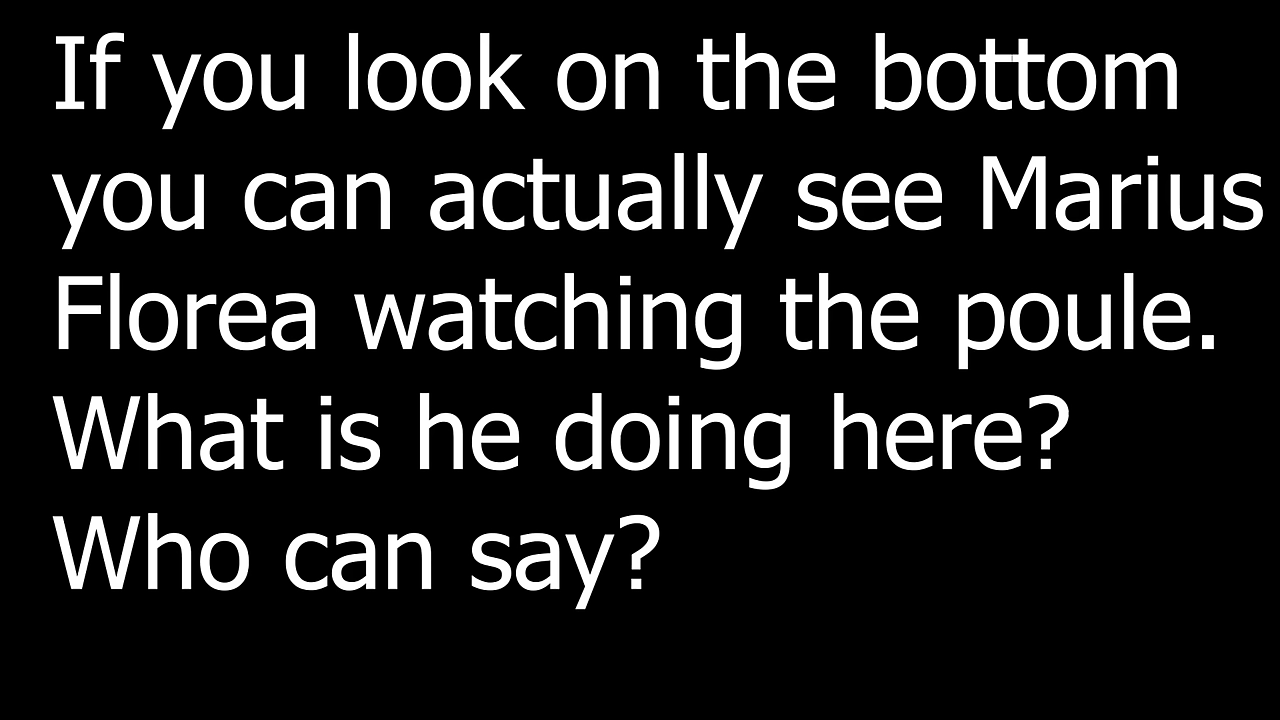 If you look on the bottom
you can actually see Marius
Florea watching the poule.
What is he doing here?
Who can say?